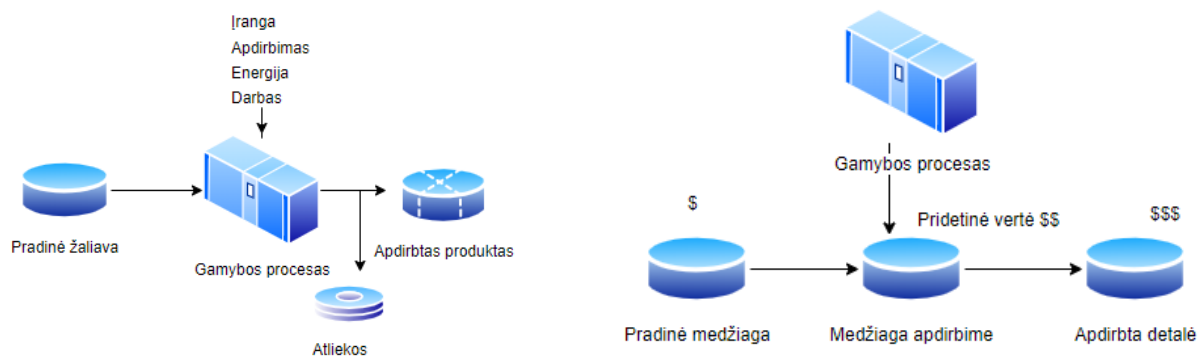 Įranga
Apdirbimas
Energija
Darbas
Pradinė žaliava
Gamybos procesas
Apdirbtas produktas
Atliekos
Gamybos procesas
$
Pridetinė vertė $$
$$$
Pradinė medžiaga
Medžiaga apdirbime
Apdirbta detalė